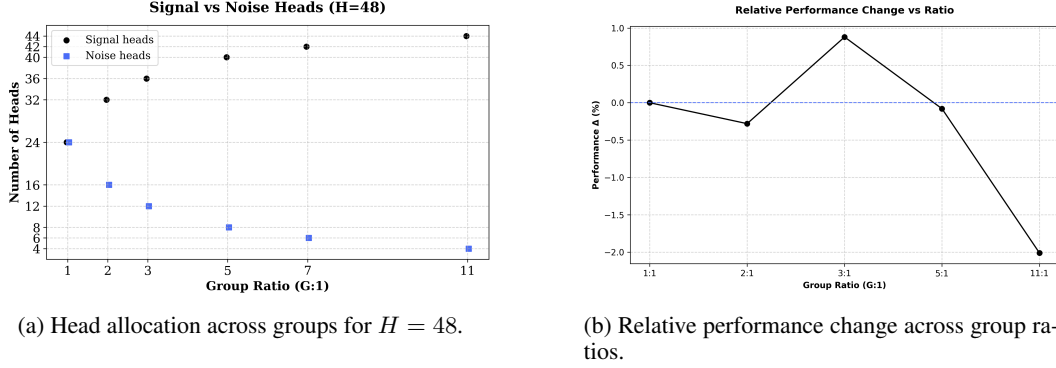 Signal vs Noise Heads (H=48)
Signal heads
Noise heads
Number of Heads
44
42
40
36
32
24
16
12
8
6
4
1 2 3 5 7 11
Group Ratio (G:1)
(a) Head allocation across groups for H = 48.
Relative Performance Change vs Ratio
Performance Δ (%)
1.0
0.5
0.0
−0.5
−1.0
−1.5
−2.0
1:1 2:1 3:1 5:1 11:1
Group Ratio (G:1)
(b) Relative performance change across group ra-
tios.